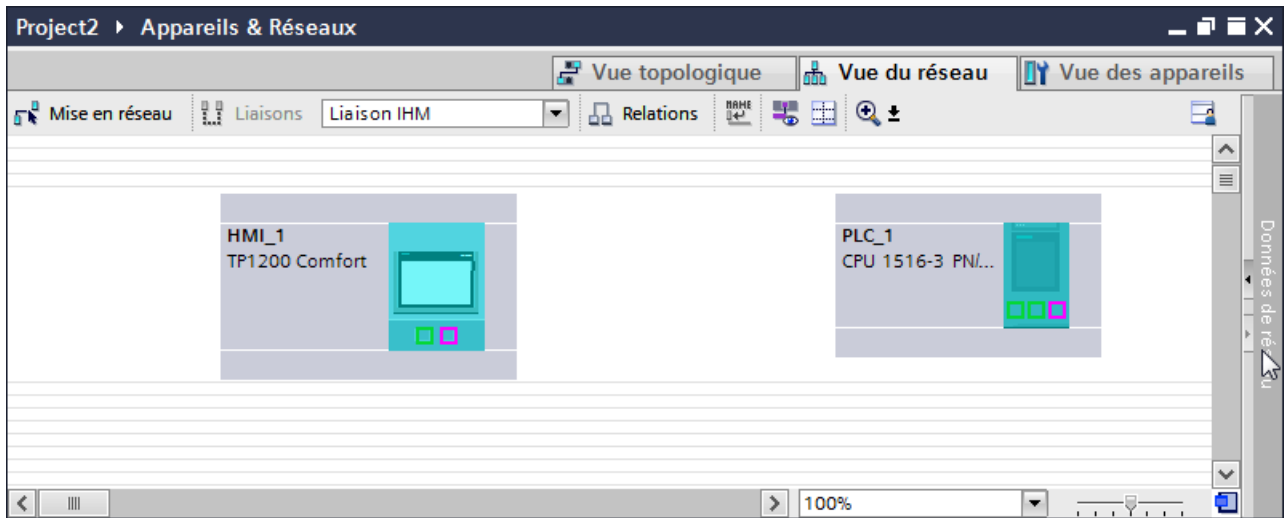 Project2 ▸ Appareils & Réseaux
Vue topologique Vue du réseau Vue des appareils
Mise en réseau Liaisons Liaison IHM Relations NAME
HMI_1
TP1200 Comfort
PLC_1
CPU 1516-3 PN/...
Données de
100%